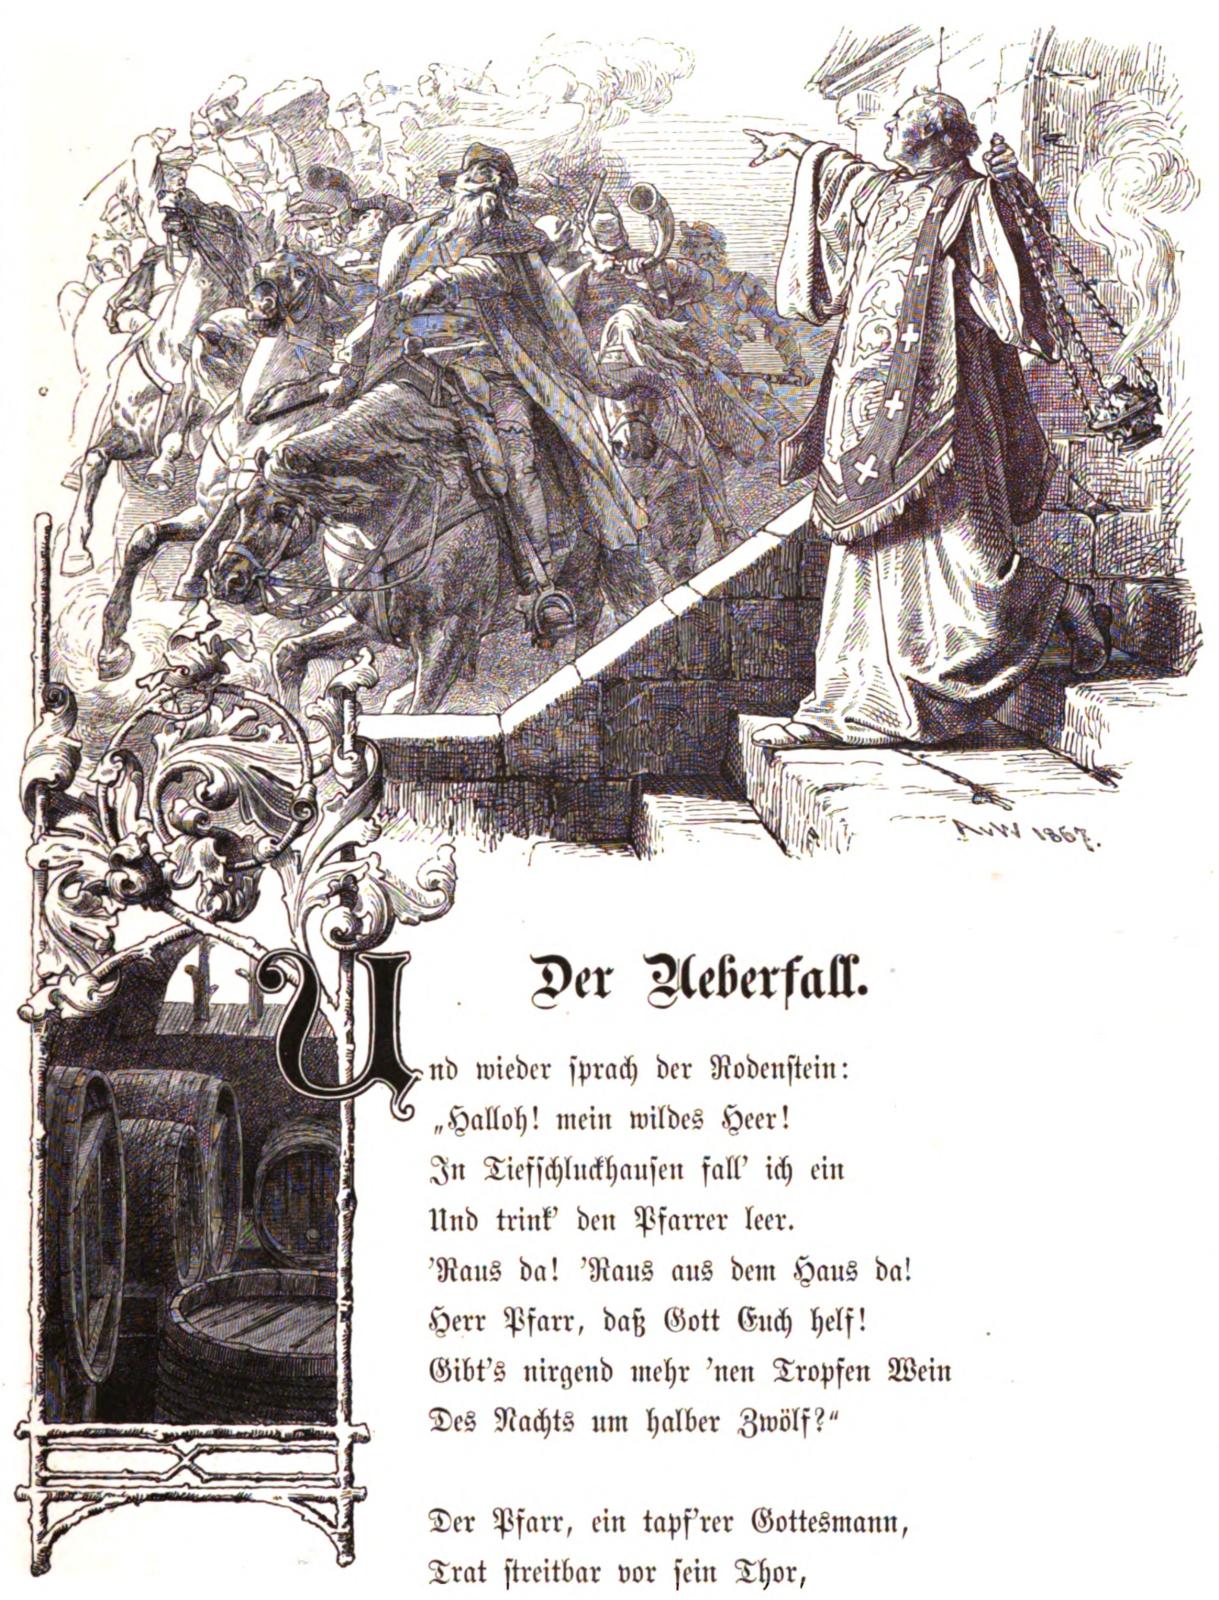 AvW 1867.
Der Ueberfall.
Und wieder sprach der Rodenstein:
„Halloh! mein wildes Heer!
In Tiefschluckhausen fall' ich ein
Und trink' den Pfarrer leer.
'Raus da! 'Raus aus dem Haus da!
Herr Pfarr, daß Gott Euch helf!
Gibt's nirgend mehr 'nen Tropfen Wein
Des Nachts um halber Zwölf?“
Der Pfarr, ein tapf'rer Gottesmann,
Trat streitbar vor sein Thor,